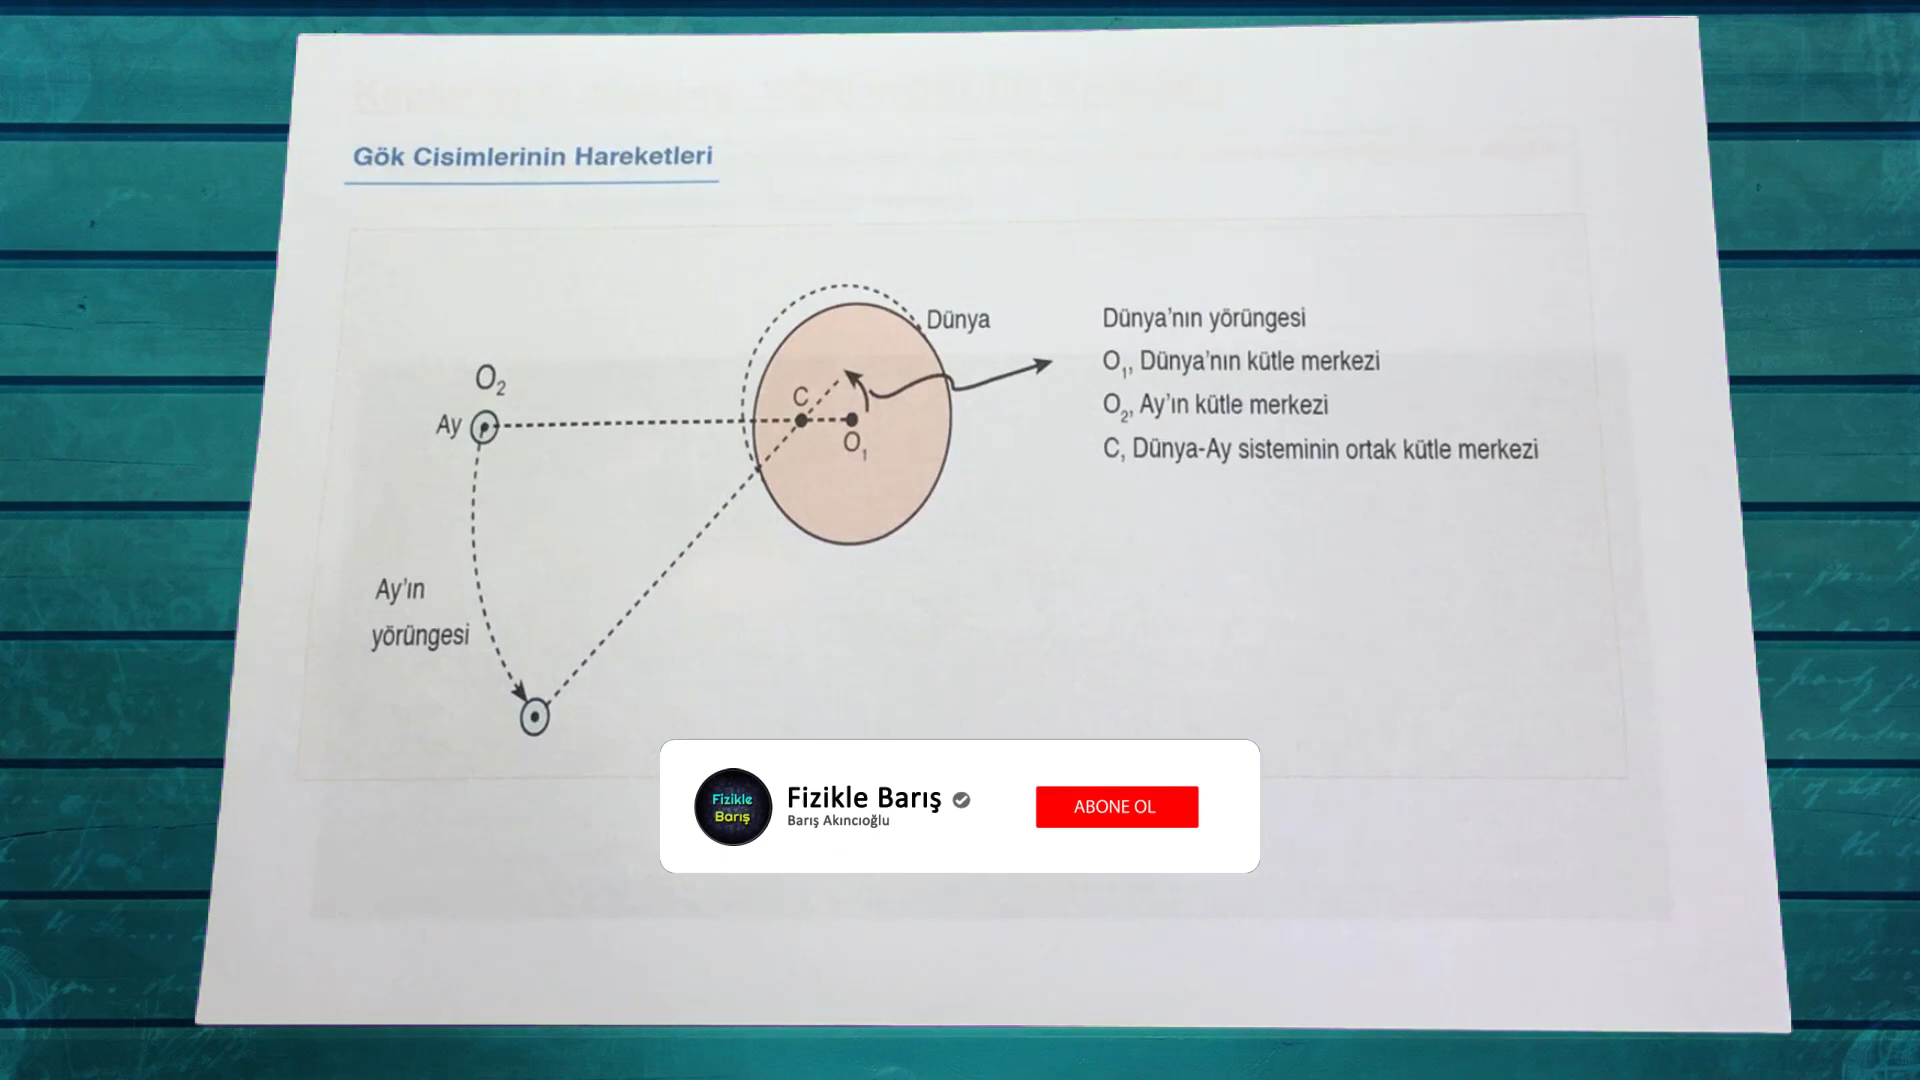 Gök Cisimlerinin Hareketleri
Dünya
O₂
Ay
C
O₁
Ay'ın
yörüngesi
Dünya'nın yörüngesi
O₁, Dünya'nın kütle merkezi
O₂, Ay'ın kütle merkezi
C, Dünya-Ay sisteminin ortak kütle merkezi
Fizikle
Barış
Fizikle Barış
Barış Akıncıoğlu
ABONE OL